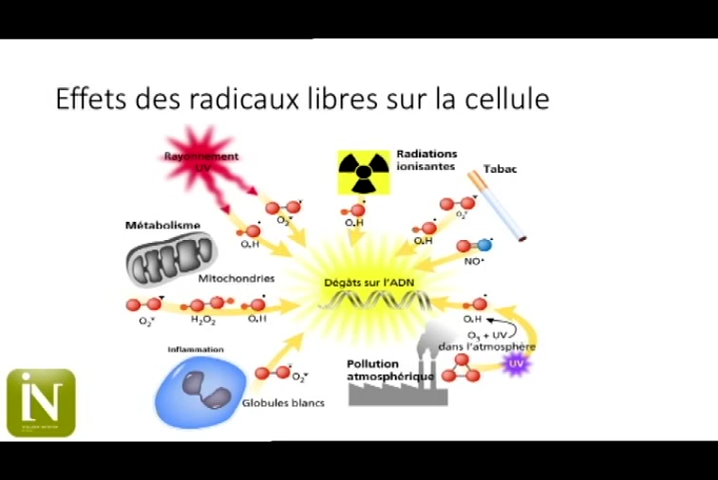 Effets des radicaux libres sur la cellule
Rayonnement
UV
Radiations
ionisantes
Tabac
O₂•
O.H
O.H
O.H
O₂•
NO•
Métabolisme
Mitochondries
Dégâts sur l'ADN
O₂•
H₂O₂
O.H
O.H
O₃ + UV
dans l'atmosphère
UV
Inflammation
O₂•
Globules blancs
Pollution
atmosphérique
iN